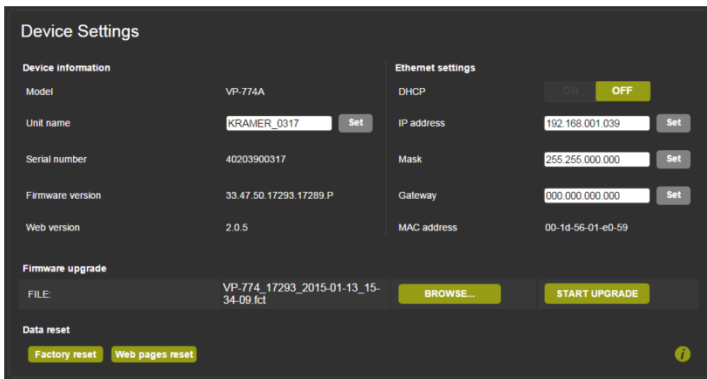 Device Settings
Device information
Model VP-774A
Unit name KRAMER_0317 Set
Serial number 40203900317
Firmware version 33.47.50.17293.17289.P
Web version 2.0.5
Ethernet settings
DHCP ON OFF
IP address 192.168.001.039 Set
Mask 255.255.000.000 Set
Gateway 000.000.000.000 Set
MAC address 00-1d-56-01-e0-59
Firmware upgrade
FILE: VP-774_17293_2015-01-13_15-
34-09.fct BROWSE... START UPGRADE
Data reset
Factory reset Web pages reset i